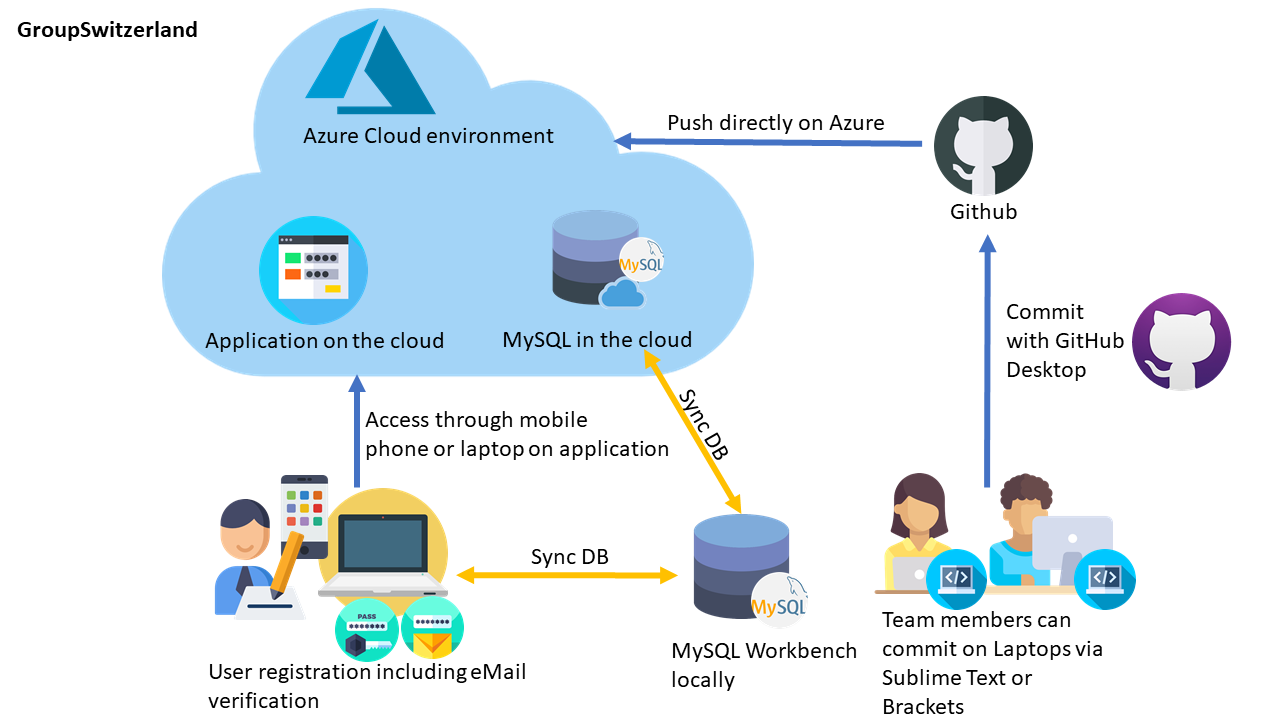 GroupSwitzerland
Azure Cloud environment
Push directly on Azure
Github
MySQL
Application on the cloud
MySQL in the cloud
Commit
with GitHub
Desktop
Sync DB
Access through mobile
phone or laptop on application
Sync DB
MySQL
PASS
User registration including eMail
verification
MySQL Workbench
locally
Team members can
commit on Laptops via
Sublime Text or
Brackets